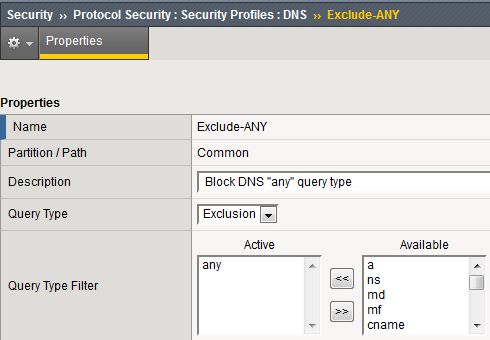 Security ›› Protocol Security : Security Profiles : DNS ›› Exclude-ANY
Properties
Properties
Name Exclude-ANY
Partition / Path Common
Description Block DNS "any" query type
Query Type Exclusion
Active Available
Query Type Filter
any
<<
>>
a
ns
md
mf
cname